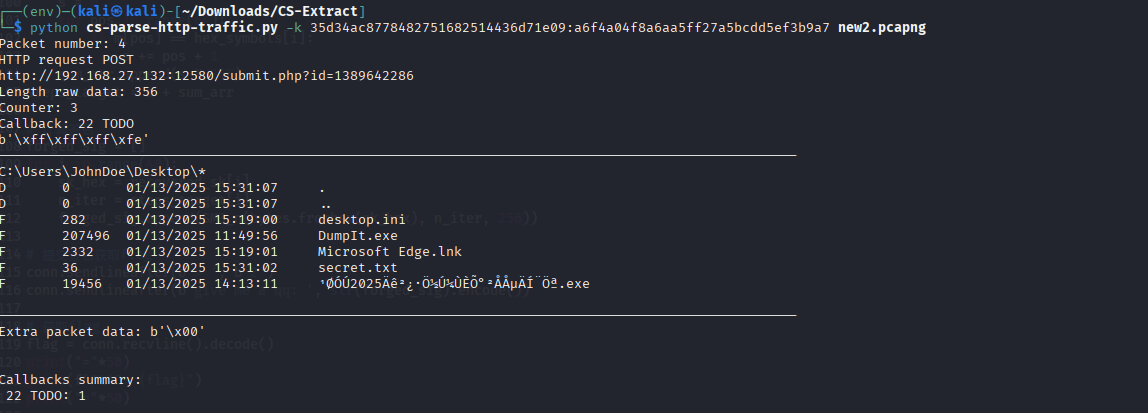 (env)-(kali㉿kali)-[~/Downloads/CS-Extract]
$ python cs-parse-http-traffic.py -k 35d34ac8778482751682514436d71e09:a6f4a04f8a6aa5ff27a5bcdd5ef3b9a7 new2.pcapng
Packet number: 4
HTTP request POST
http://192.168.27.132:12580/submit.php?id=1389642286
Length raw data: 356
Counter: 3
Callback: 22 TODO
b'\xff\xff\xff\xfe'
C:\Users\JohnDoe\Desktop\*
D 0 01/13/2025 15:31:07 .
D 0 01/13/2025 15:31:07 ..
F 282 01/13/2025 15:19:00 desktop.ini
F 207496 01/13/2025 11:49:56 DumpIt.exe
F 2332 01/13/2025 15:19:01 Microsoft Edge.lnk
F 36 01/13/2025 15:31:02 secret.txt
F 19456 01/13/2025 14:13:11 ¹ØÓÚ2025Äê²¿·Ö½Ú¼ÙÈÕº²ÅÅµÄÍ¨Öª.exe
Extra packet data: b'\x00'
Callbacks summary:
22 TODO: 1